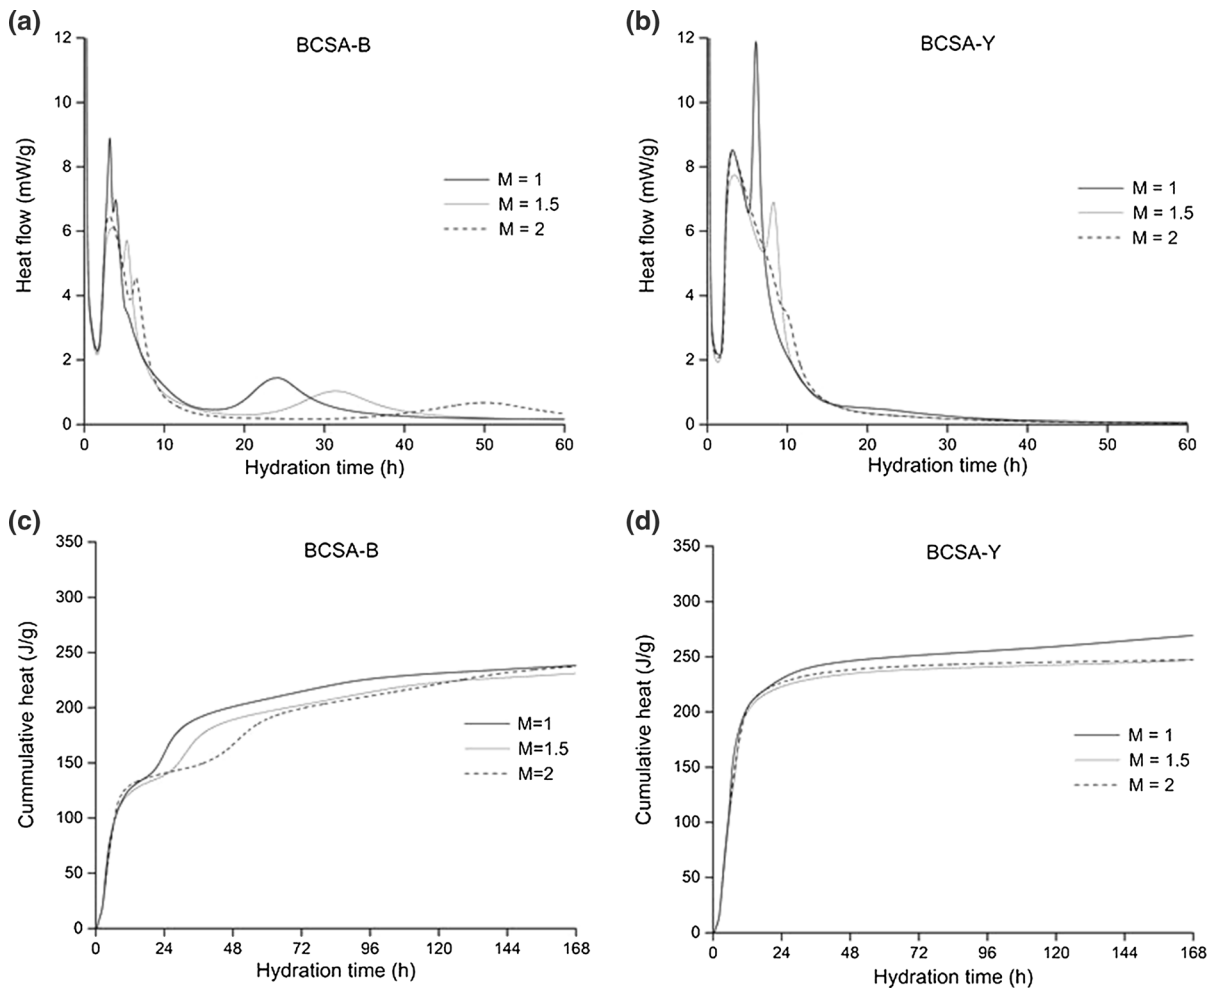 (a)
BCSA-B
12
10
8
6
4
2
0
Heat flow (mW/g)
M = 1
M = 1.5
M = 2
0 10 20 30 40 50 60
Hydration time (h)
(b)
BCSA-Y
12
10
8
6
4
2
0
Heat flow (mW/g)
M = 1
M = 1.5
M = 2
0 10 20 30 40 50 60
Hydration time (h)
(c)
BCSA-B
350
300
250
200
150
100
50
0
Cummulative heat (J/g)
M=1
M=1.5
M=2
0 24 48 72 96 120 144 168
Hydration time (h)
(d)
BCSA-Y
350
300
250
200
150
100
50
0
Cumulative heat (J/g)
M = 1
M = 1.5
M = 2
0 24 48 72 96 120 144 168
Hydration time (h)